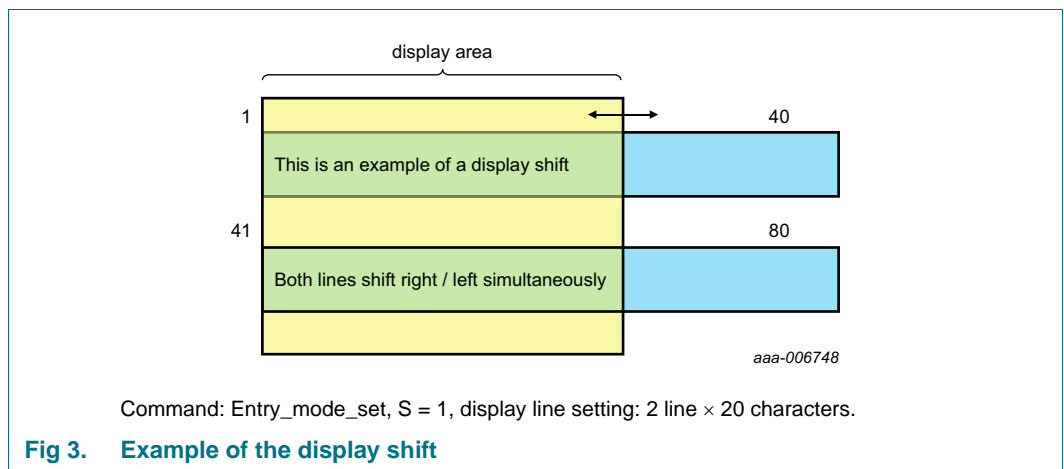 display area
1 40
This is an example of a display shift
41 80
Both lines shift right / left simultaneously
aaa-006748
Command: Entry_mode_set, S = 1, display line setting: 2 line × 20 characters.
Fig 3. Example of the display shift